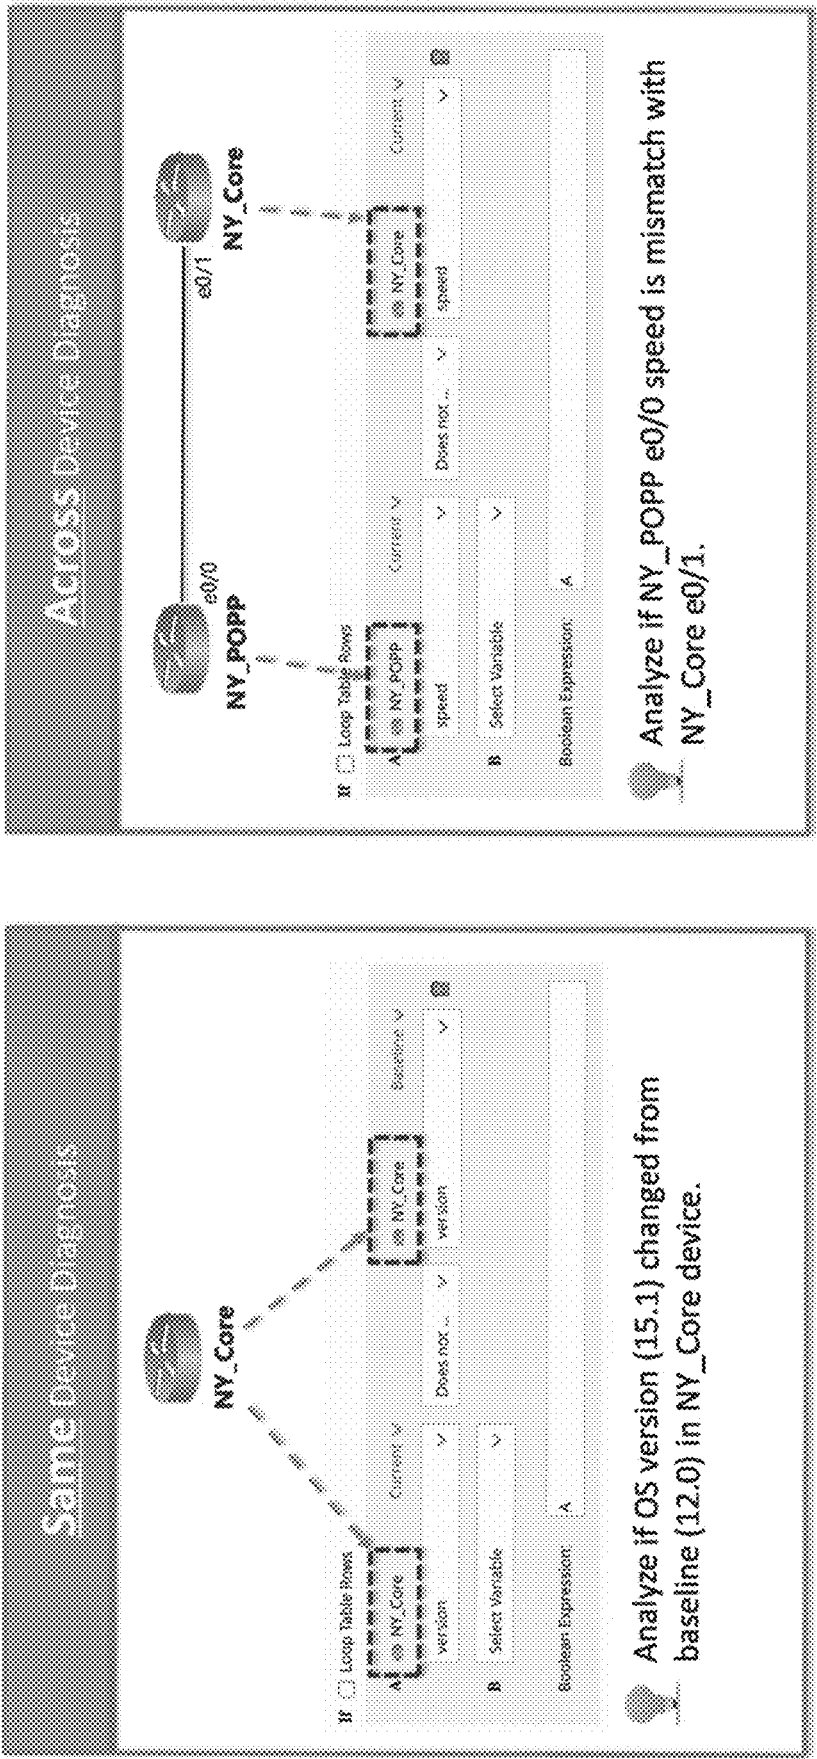 Same Device Diagnosis
NY_Core
If Loop Table Rows
A NY_Core Current
NY_Core Baseline
version Does not ... version
B Select Variable
Boolean Expression: A
Analyze if OS version (15.1) changed from
baseline (12.0) in NY_Core device.
Across Device Diagnosis
e0/0 e0/1
NY_POPP NY_Core
If Loop Table Rows
A NY_POPP Current
NY_Core Current
speed Does not ... speed
B Select Variable
Boolean Expression: A
Analyze if NY_POPP e0/0 speed is mismatch with
NY_Core e0/1.